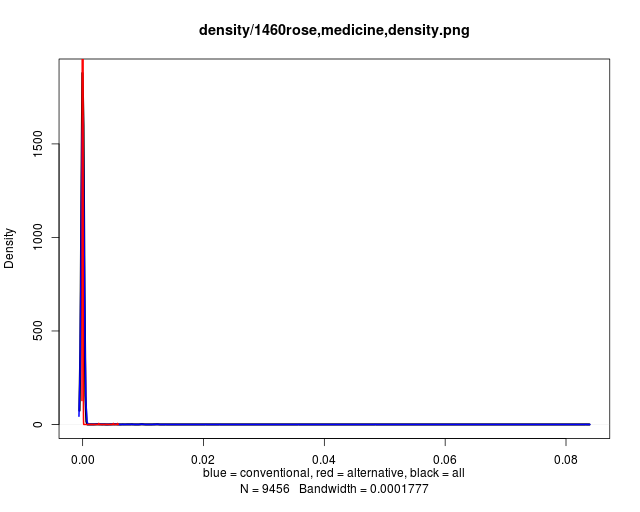 density/1460rose,medicine,density.png
Density
1500
1000
500
0
0.00 0.02 0.04 0.06 0.08
blue = conventional, red = alternative, black = all
N = 9456 Bandwidth = 0.0001777